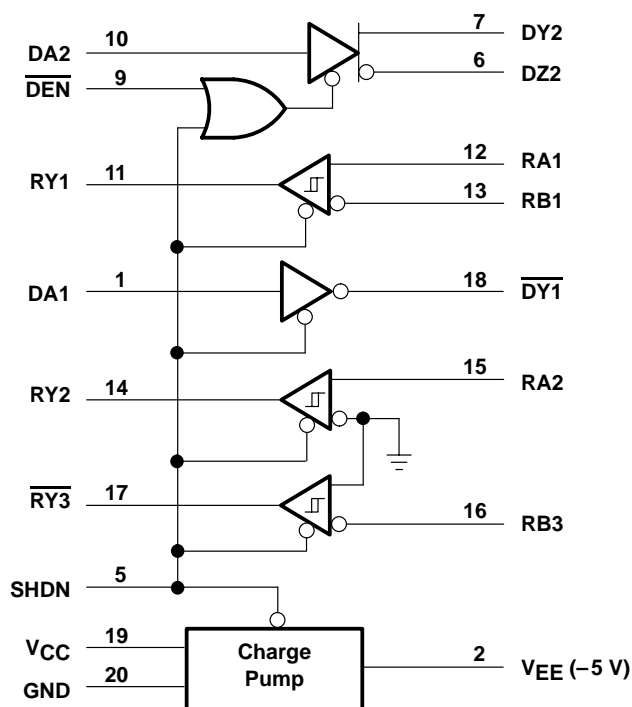 DA2 10 7 DY2
6 DZ2
DEN 9
12 RA1
RY1 11
13 RB1
DA1 1 18 DY1
15 RA2
RY2 14
RY3 17
16 RB3
SHDN 5
VCC 19
Charge
Pump
2 VEE (–5 V)
GND 20